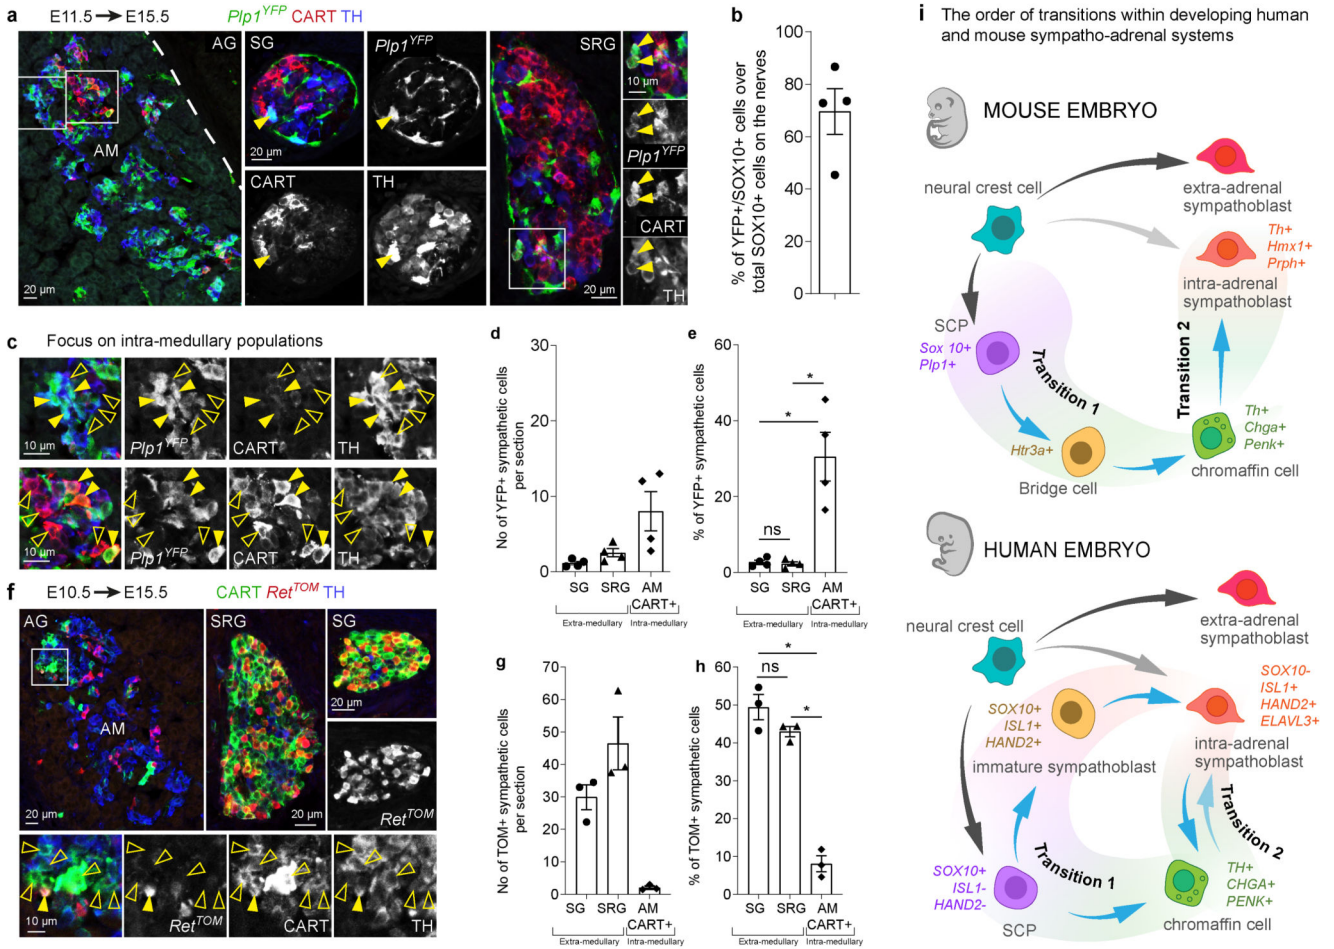 a E11.5 → E15.5 Plp1YFP CART TH
AG
AM
20 µm
SG
20 µm
Plp1YFP
CART
TH
SRG
20 µm
10 µm
Plp1YFP
CART
TH
b
% of YFP+/SOX10+ cells over
total SOX10+ cells on the nerves
100
80
60
40
20
0
c Focus on intra-medullary populations
10 µm
Plp1YFP
CART
TH
10 µm
Plp1YFP
CART
TH
d
No of YFP+ sympathetic cells
per section
30
20
10
0
SG SRG AM
CART+
Extra-medullary Intra-medullary
e
% of YFP+ sympathetic cells
60
40
20
0
*
*
ns
SG SRG AM
CART+
Extra-medullary Intra-medullary
f E10.5 → E15.5 CART RetTOM TH
AG
AM
20 µm
SRG
20 µm
SG
20 µm
RetTOM
10 µm
RetTOM
CART
TH
g
No of TOM+ sympathetic cells
per section
70
60
50
40
30
20
10
0
SG SRG AM
CART+
Extra-medullary Intra-medullary
h
% of TOM+ sympathetic cells
60
50
40
30
20
10
0
*
ns
*
SG SRG AM
CART+
Extra-medullary Intra-medullary
i The order of transitions within developing human
and mouse sympatho-adrenal systems
MOUSE EMBRYO
neural crest cell
extra-adrenal
sympathoblast
Th+
Hmx1+
Prph+
intra-adrenal
sympathoblast
SCP
Sox 10+
Plp1+
Transition 1
Transition 2
Htr3a+
Bridge cell
Th+
Chga+
Penk+
chromaffin cell
HUMAN EMBRYO
neural crest cell
extra-adrenal
sympathoblast
SOX10+
ISL1+
HAND2+
immature sympathoblast
SOX10-
ISL1+
HAND2+
ELAVL3+
intra-adrenal
sympathoblast
Transition 1
Transition 2
SOX10+
ISL1-
HAND2-
SCP
TH+
CHGA+
PENK+
chromaffin cell